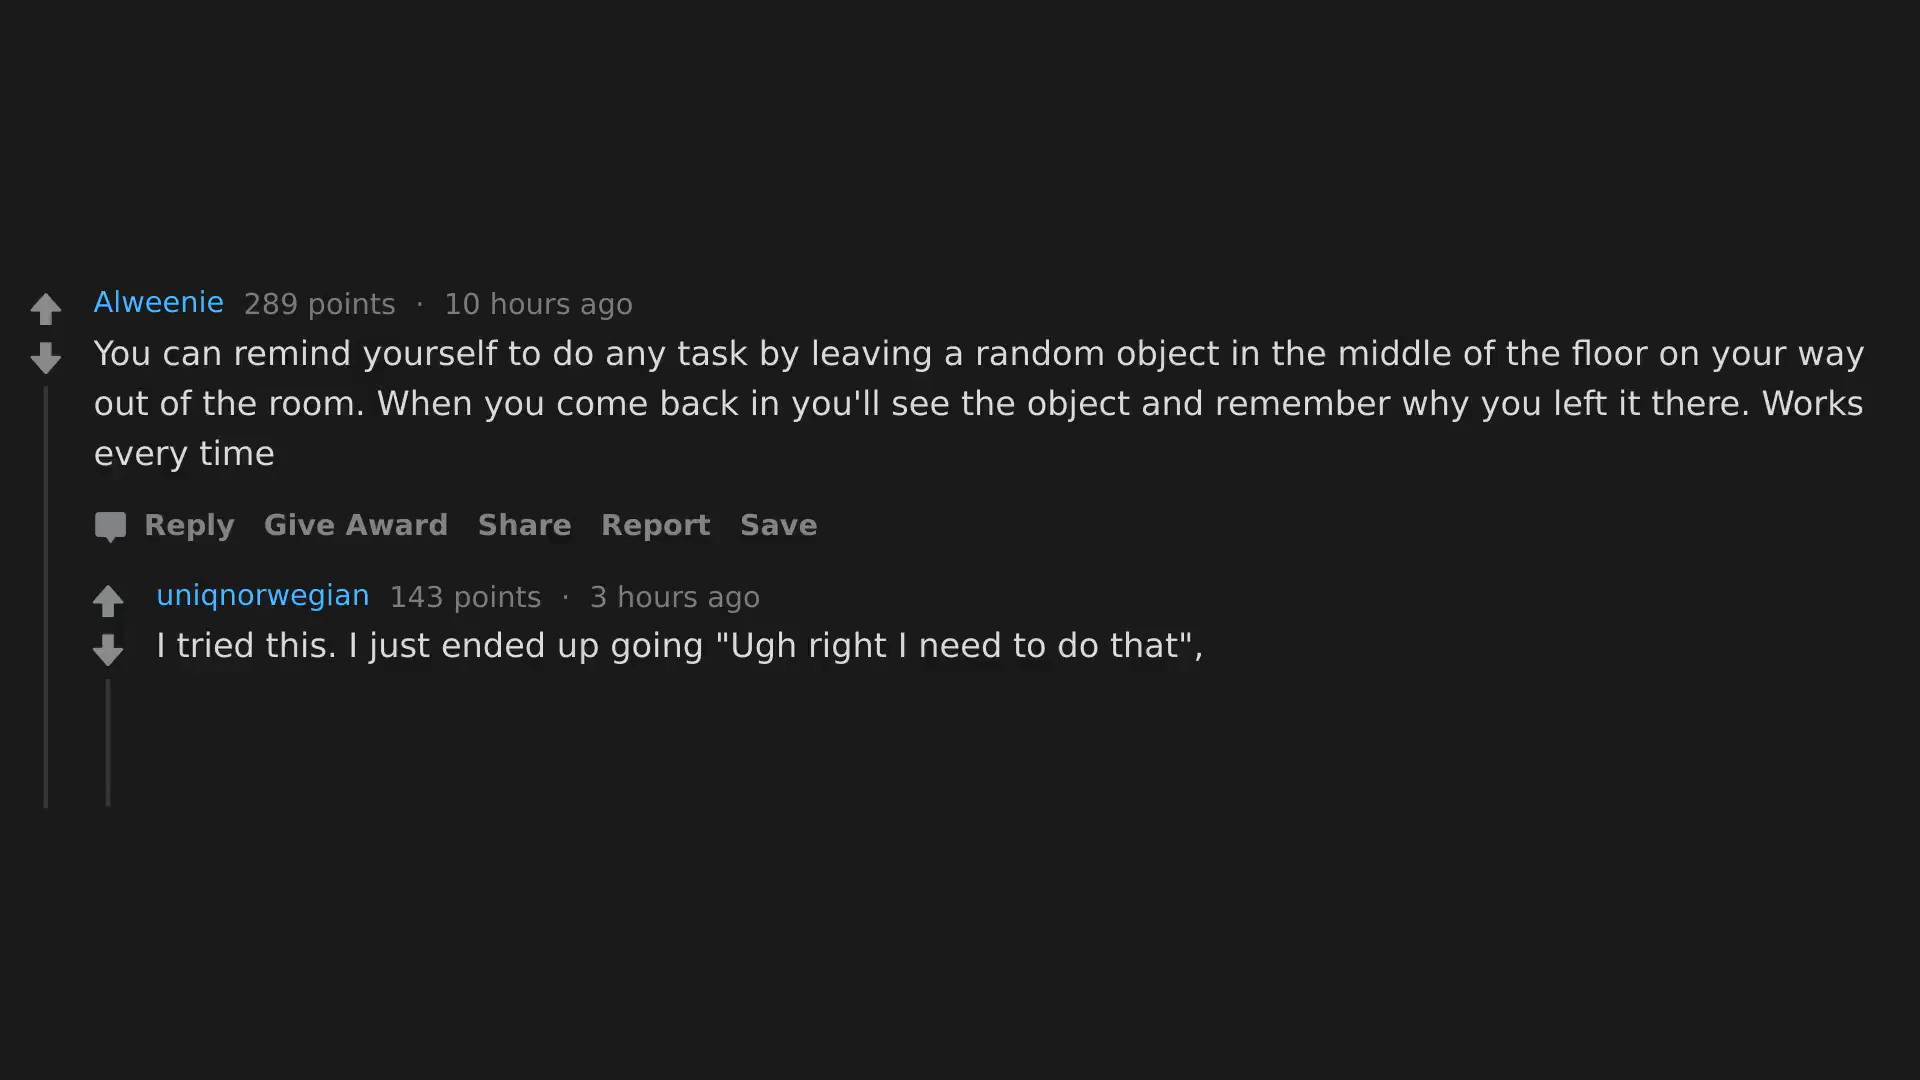 Alweenie 289 points · 10 hours ago
You can remind yourself to do any task by leaving a random object in the middle of the floor on your way
out of the room. When you come back in you'll see the object and remember why you left it there. Works
every time
Reply Give Award Share Report Save
uniqnorwegian 143 points · 3 hours ago
I tried this. I just ended up going "Ugh right I need to do that",